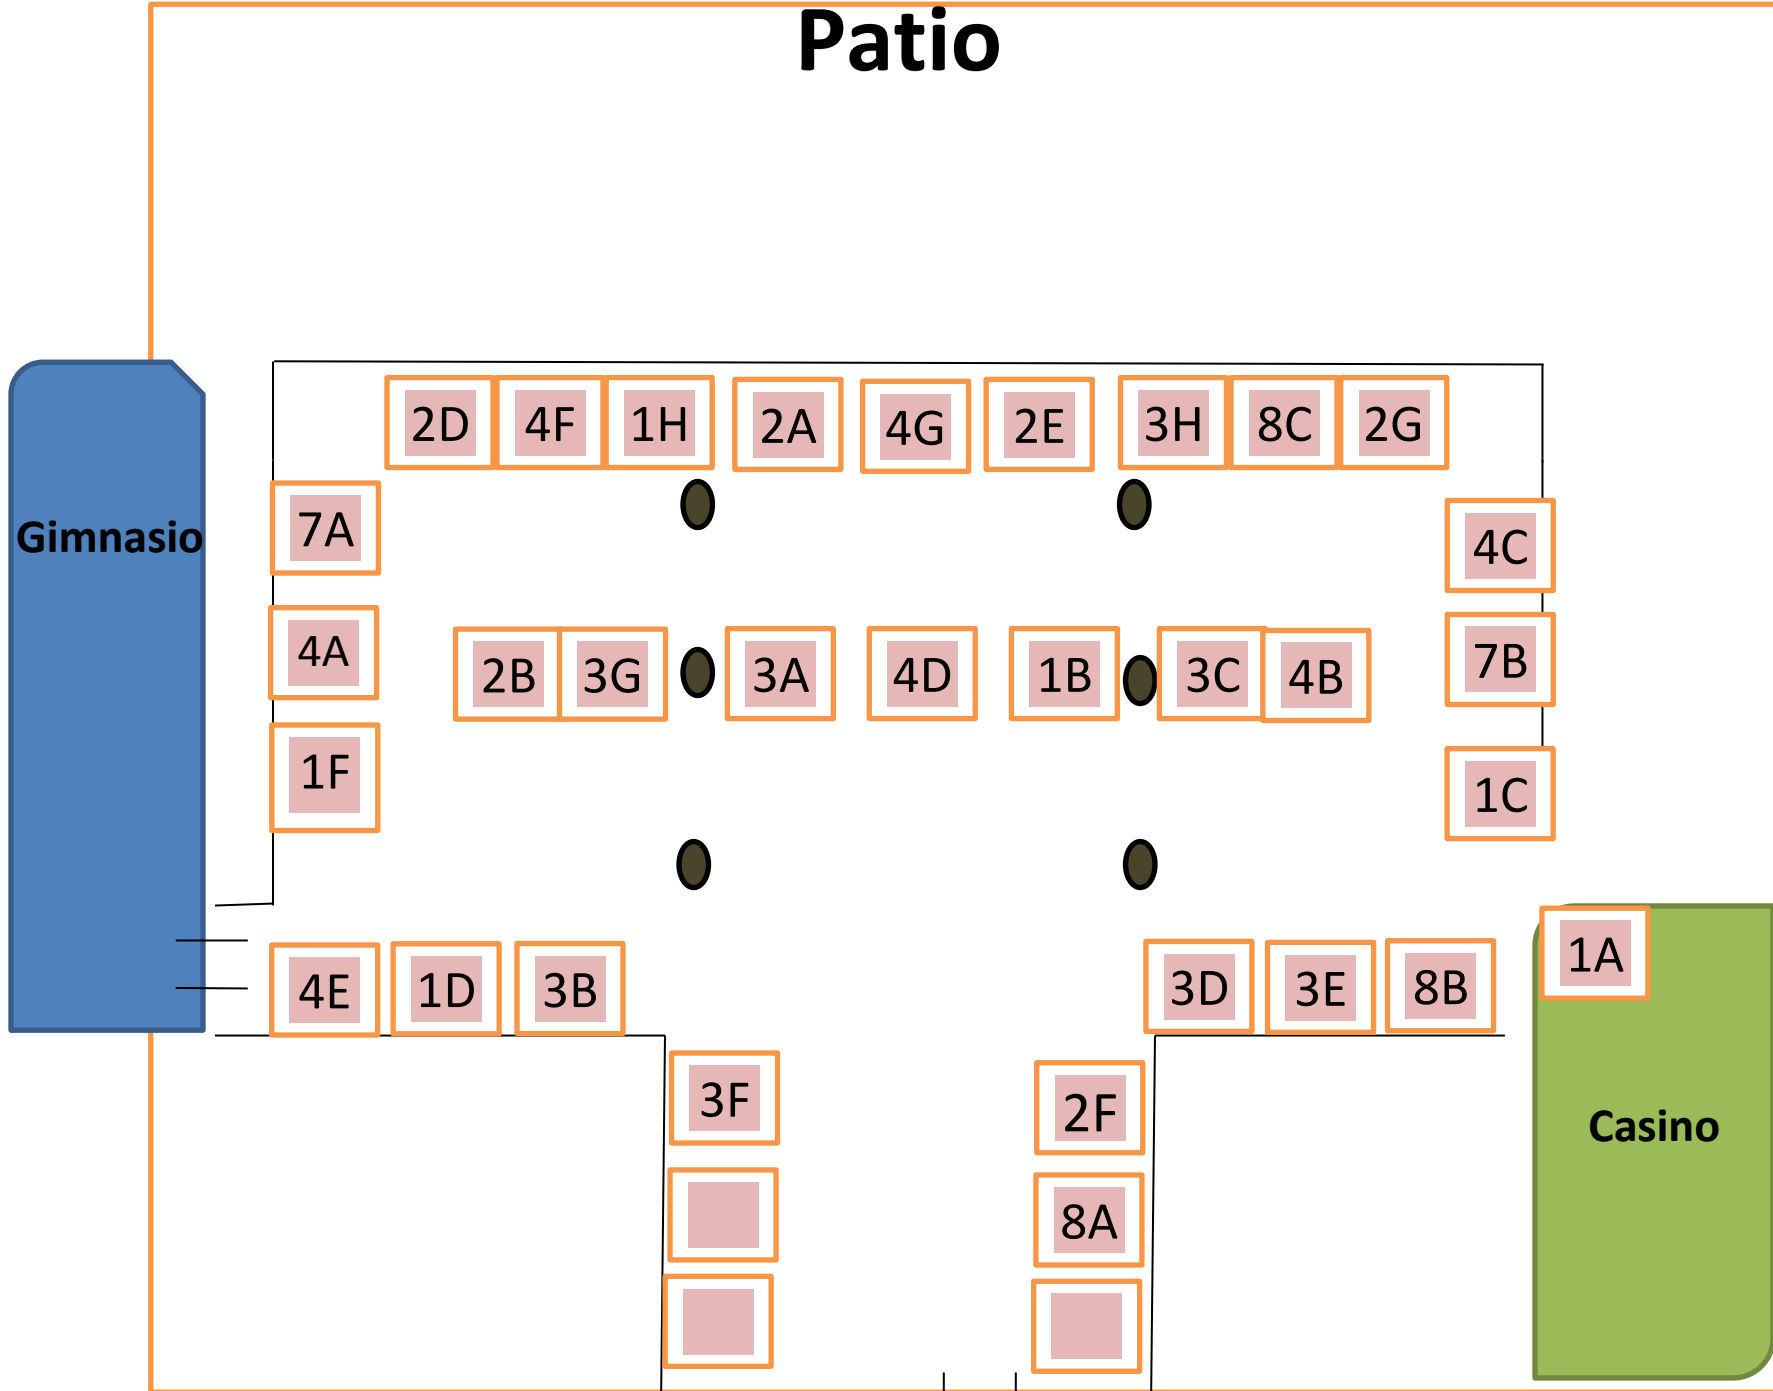 Patio
2D 4F 1H 2A 4G 2E 3H 8C 2G
7A 4C
Gimnasio
4A 7B
2B 3G 3A 4D 1B 3C 4B
1F 1C
1A
4E 1D 3B 3D 3E 8B
3F 2F
Casino
8A